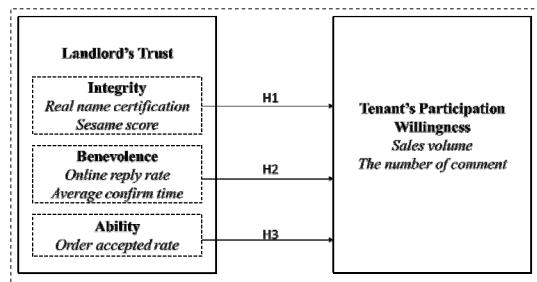 Landlord's Trust
Integrity
Real name certification
Sesame score
H1
Benevolence
Online reply rate
Average confirm time
H2
Ability
Order accepted rate
H3
Tenant's Participation
Willingness
Sales volume
The number of comment